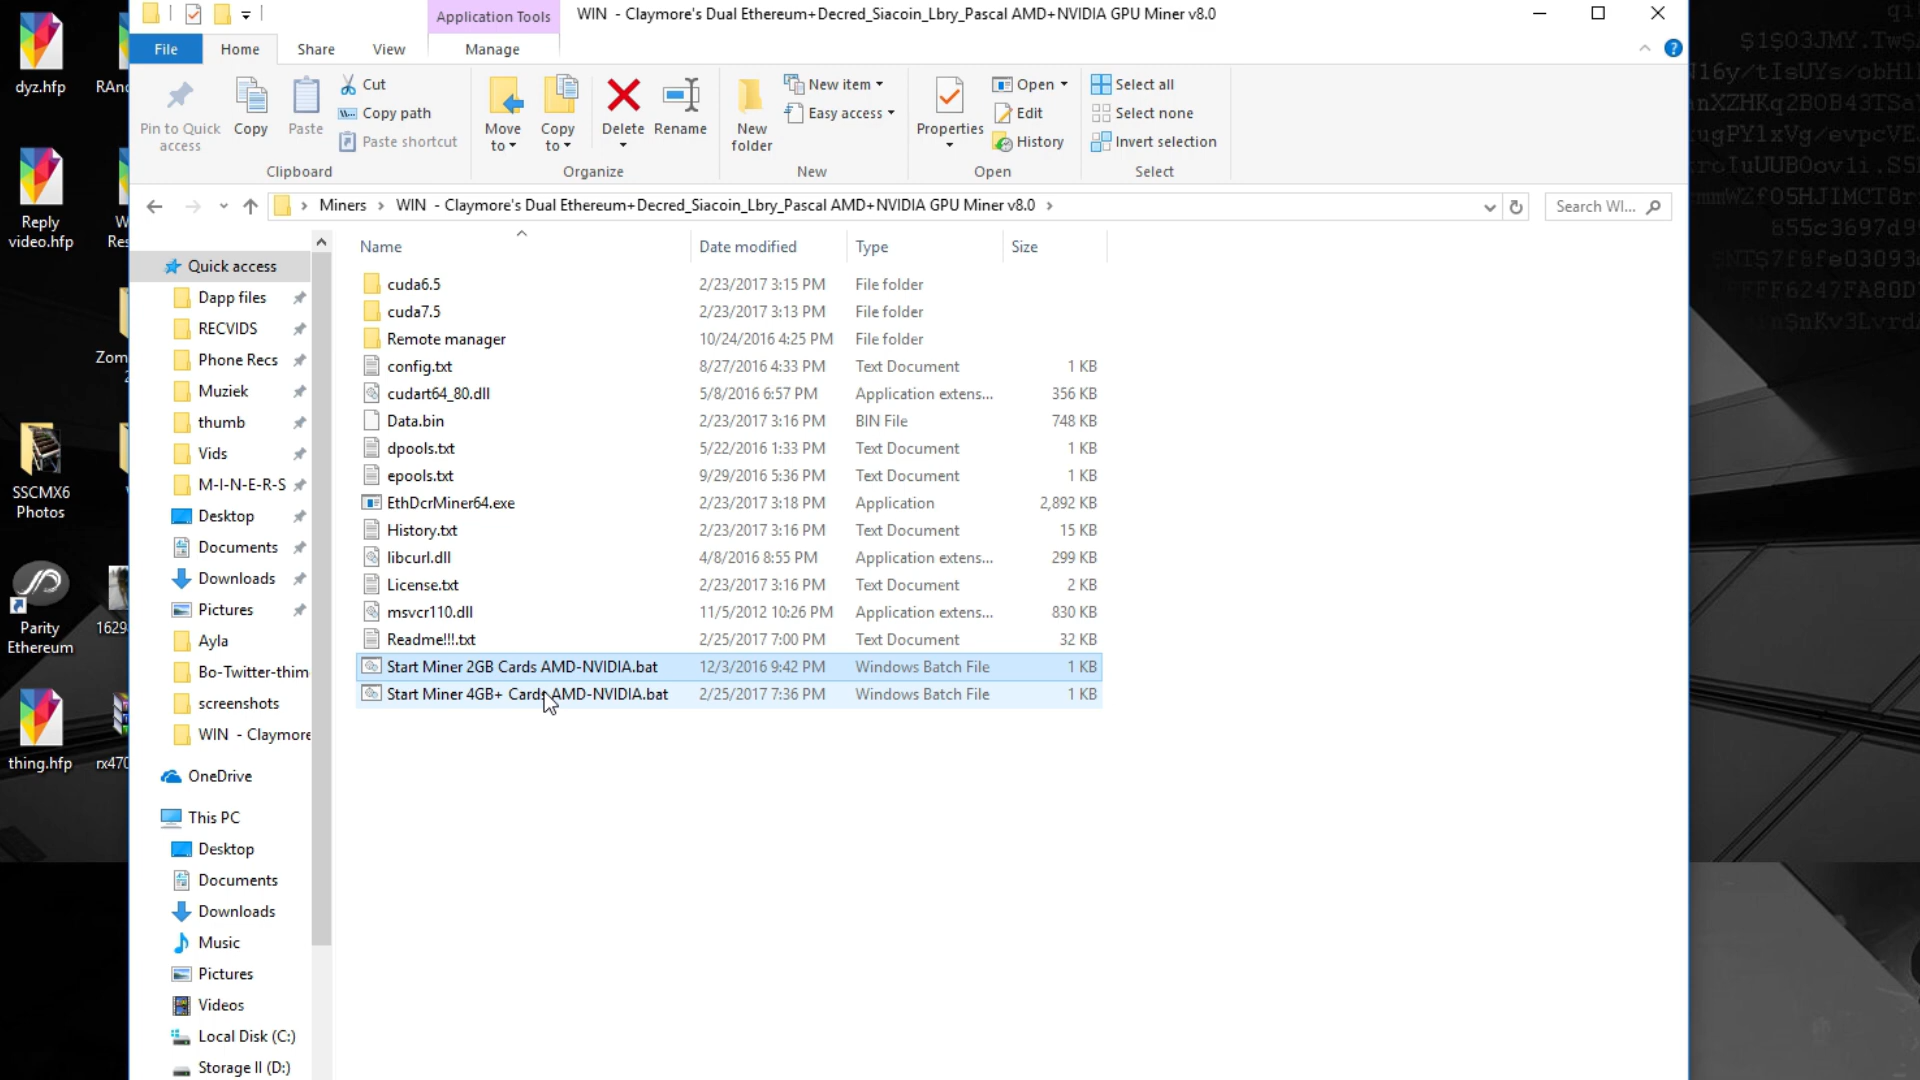 Application Tools
WIN - Claymore's Dual Ethereum+Decred_Siacoin_Lbry_Pascal AMD+NVIDIA GPU Miner v8.0
File
Home
Share
View
Manage
Pin to Quick access
Copy
Paste
Cut
Copy path
Paste shortcut
Clipboard
Move to
Copy to
Delete
Rename
Organize
New folder
New item
Easy access
New
Properties
Open
Edit
History
Open
Select all
Select none
Invert selection
Select
Miners > WIN - Claymore's Dual Ethereum+Decred_Siacoin_Lbry_Pascal AMD+NVIDIA GPU Miner v8.0 >
Search WI...
Name Date modified Type Size
cuda6.5 2/23/2017 3:15 PM File folder
cuda7.5 2/23/2017 3:13 PM File folder
Remote manager 10/24/2016 4:25 PM File folder
config.txt 8/27/2016 4:33 PM Text Document 1 KB
cudart64_80.dll 5/8/2016 6:57 PM Application extens... 356 KB
Data.bin 2/23/2017 3:16 PM BIN File 748 KB
dpools.txt 5/22/2016 1:33 PM Text Document 1 KB
epools.txt 9/29/2016 5:36 PM Text Document 1 KB
EthDcrMiner64.exe 2/23/2017 3:18 PM Application 2,892 KB
History.txt 2/23/2017 3:16 PM Text Document 15 KB
libcurl.dll 4/8/2016 8:55 PM Application extens... 299 KB
License.txt 2/23/2017 3:16 PM Text Document 2 KB
msvcr110.dll 11/5/2012 10:26 PM Application extens... 830 KB
Readme!!!.txt 2/25/2017 7:00 PM Text Document 32 KB
Start Miner 2GB Cards AMD-NVIDIA.bat 12/3/2016 9:42 PM Windows Batch File 1 KB
Start Miner 4GB+ Cards AMD-NVIDIA.bat 2/25/2017 7:36 PM Windows Batch File 1 KB
Quick access
Dapp files
RECVIDS
Phone Recs
Muziek
thumb
Vids
M-I-N-E-R-S
Desktop
Documents
Downloads
Pictures
Ayla
Bo-Twitter-thim
screenshots
WIN - Claymore
OneDrive
This PC
Desktop
Documents
Downloads
Music
Pictures
Videos
Local Disk (C:)
Storage II (D:)
dyz.hfp
RAn
Reply
video.hfp
W
Res
Zom
SSCMX6
Photos
Parity
Ethereum
1629
thing.hfp
rx470